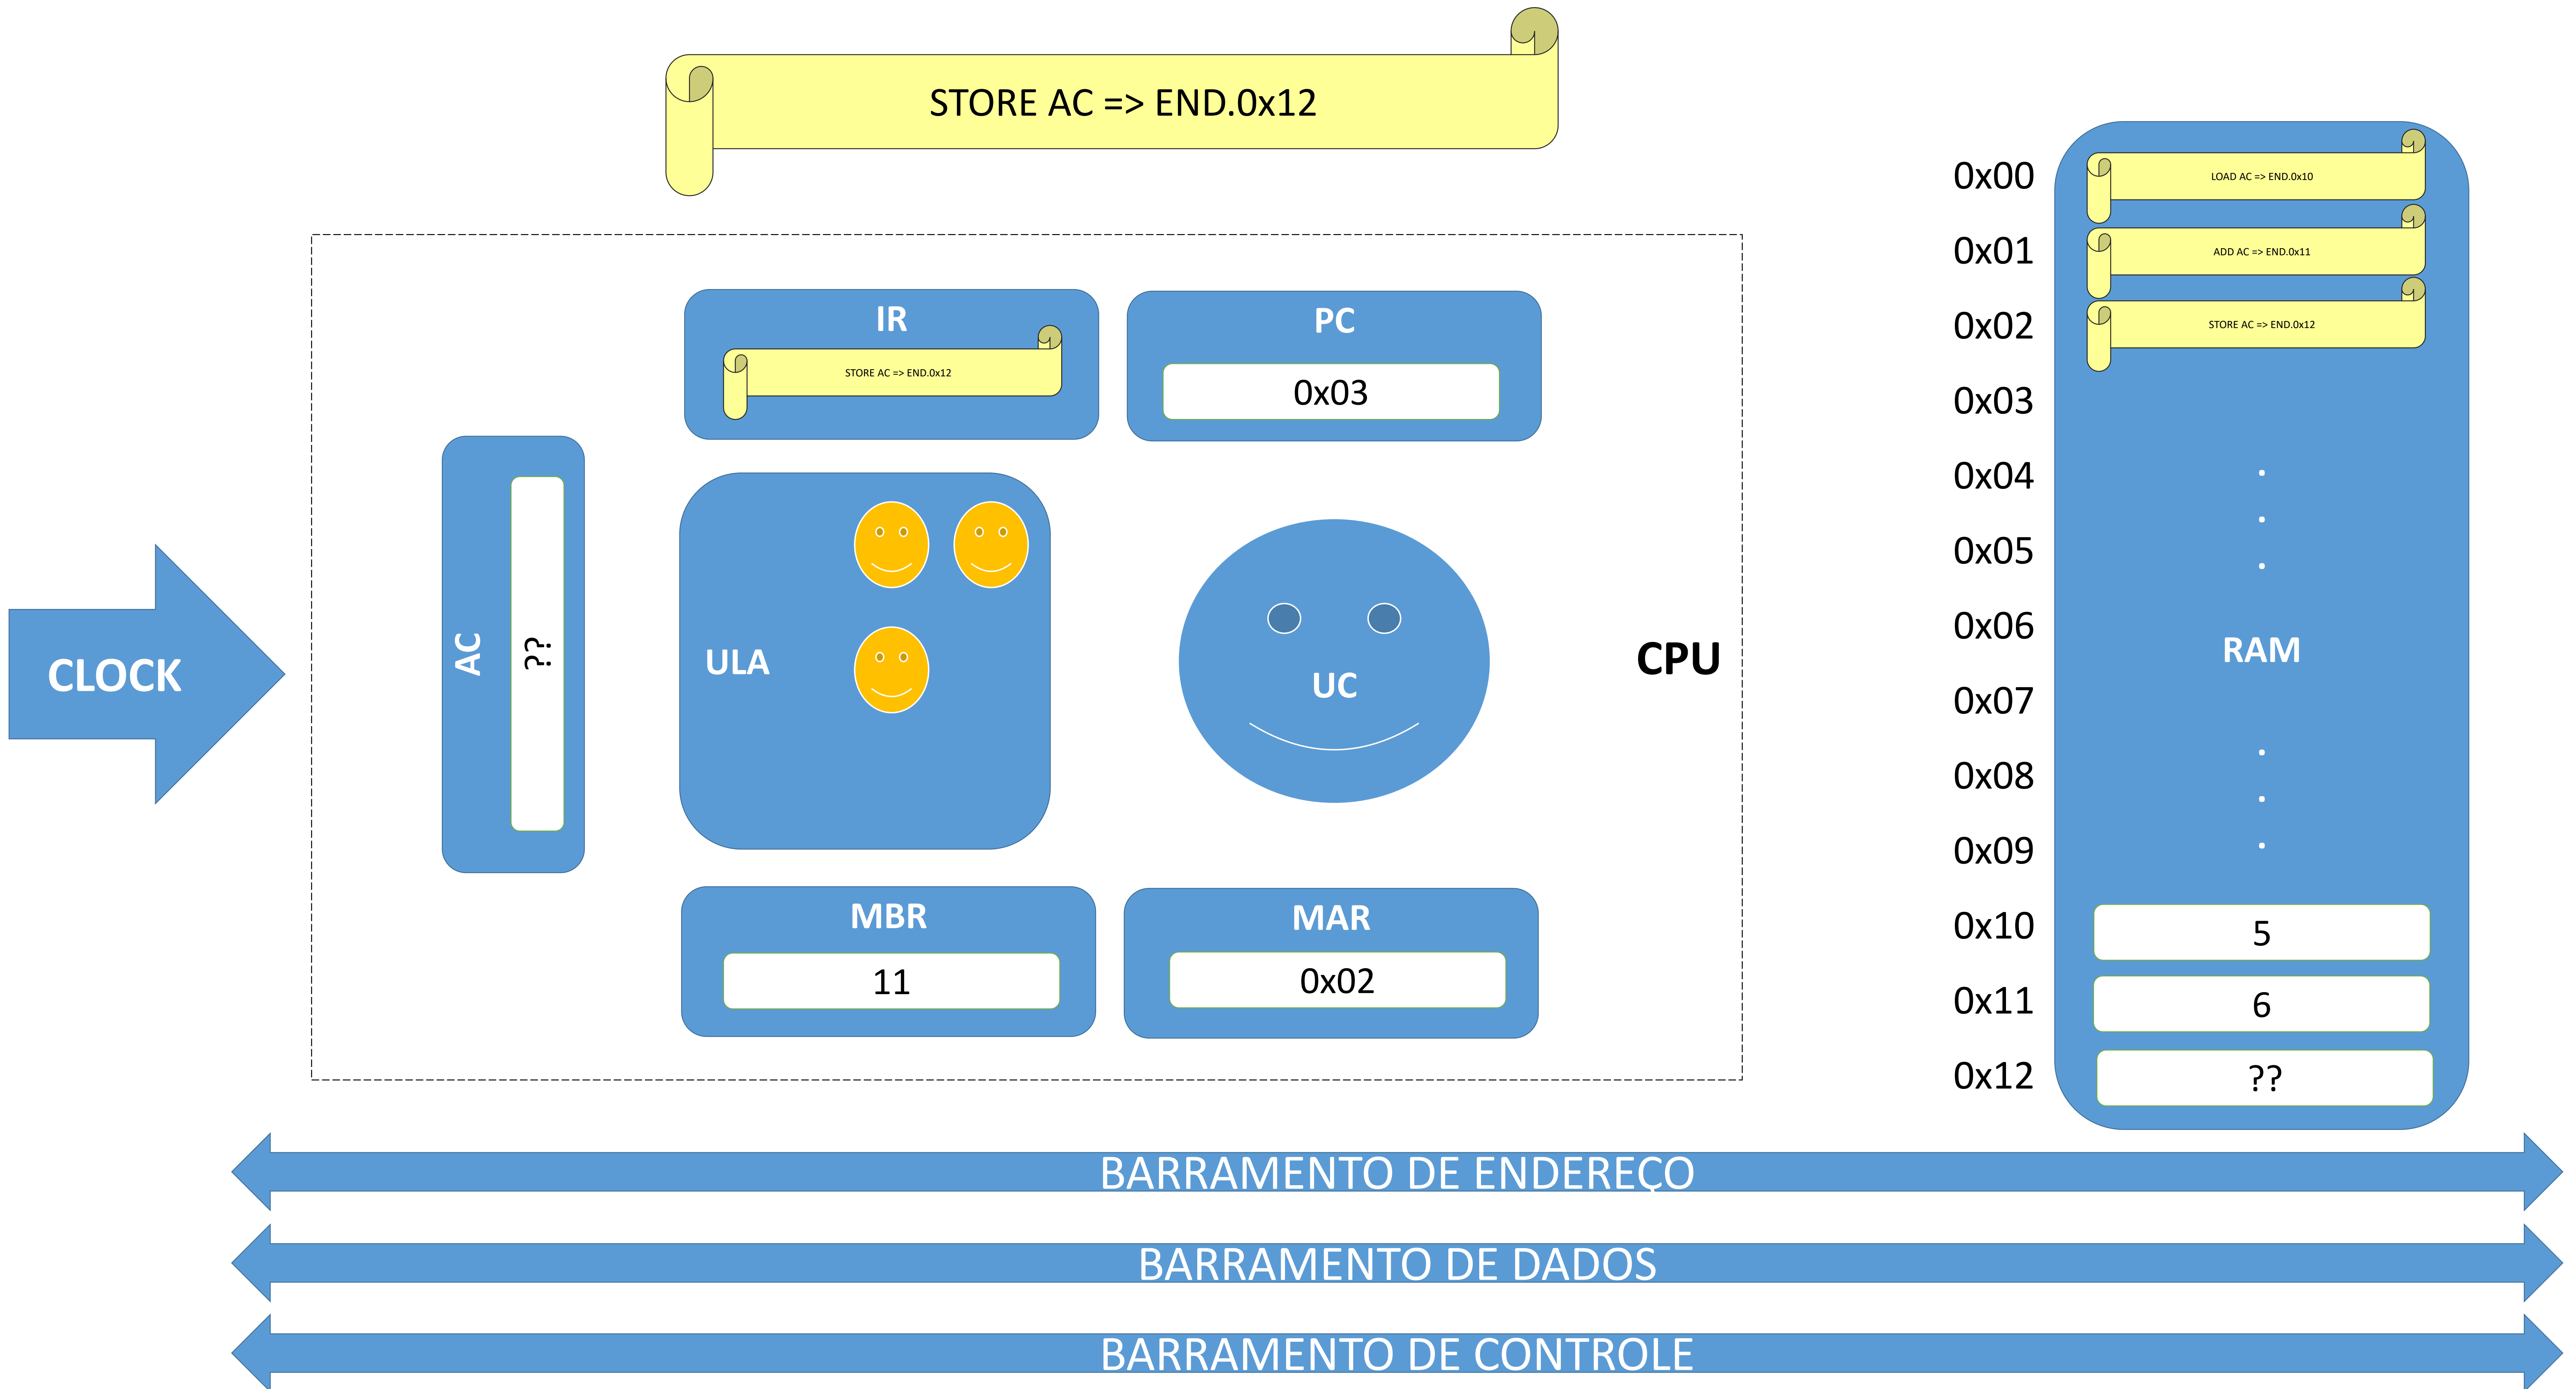 STORE AC => END.0x12
IR
STORE AC => END.0x12
PC
0x03
AC
??
CLOCK
ULA
UC
CPU
MBR
11
MAR
0x02
0x00
LOAD AC => END.0x10
0x01
ADD AC => END.0x11
0x02
STORE AC => END.0x12
0x03
0x04
0x05
0x06
RAM
0x07
0x08
0x09
0x10
5
0x11
6
0x12
??
BARRAMENTO DE ENDEREÇO
BARRAMENTO DE DADOS
BARRAMENTO DE CONTROLE